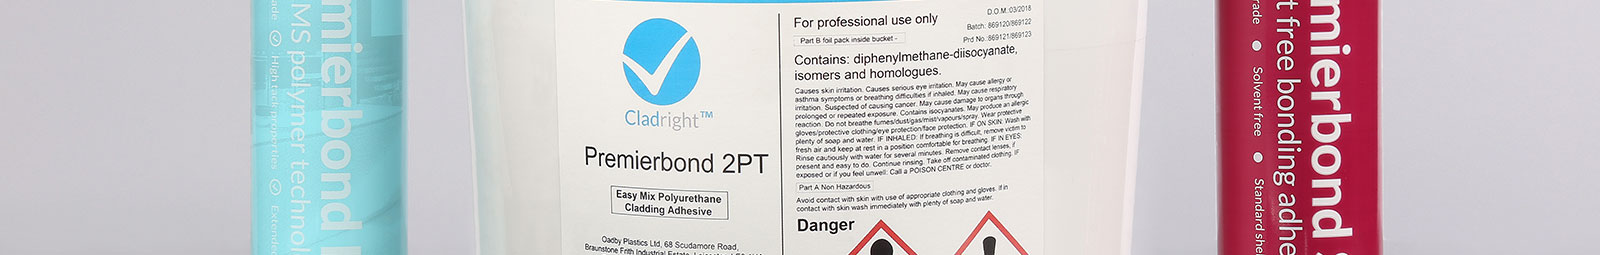 mierbond
MS polymer technol
High tack properties
Extende
Cladright™
Premierbond 2PT
Easy Mix Polyurethane
Cladding Adhesive
Oadby Plastics Ltd, 68 Scudamore Road,
Braunstone Frith Industrial Estate,
For professional use only
D.O.M.:03/2018
Batch: 869120/869122
Prd No. 869121/869123
Part B foil pack inside bucket -
Contains: diphenylmethane-diisocyanate,
isomers and homologues.
Causes skin irritation. Causes serious eye irritation. May cause allergy or
asthma symptoms or breathing difficulties if inhaled. May cause respiratory
irritation. Suspected of causing cancer. May cause damage to organs through
prolonged or repeated exposure. Contains isocyanates. May produce an allergic
reaction. Do not breathe fumes/dust/gas/mist/vapours/spray. Wear protective
gloves/protective clothing/eye protection/face protection. IF ON SKIN: Wash with
plenty of soap and water. IF INHALED: If breathing is difficult, remove victim to
fresh air and keep at rest in a position comfortable for breathing. IF IN EYES:
Rinse cautiously with water for several minutes. Remove contact lenses, if
present and easy to do. Continue rinsing. Take off contaminated clothing. IF
exposed or if you feel unwell: Call a POISON CENTRE or doctor.
Part A Non Hazardous
Avoid contact with skin with use of appropriate clothing and gloves. If in
contact with skin wash immediately with plenty of soap and water.
Danger
mierbond
t free bonding adhe
rade • Solvent free • Standard she